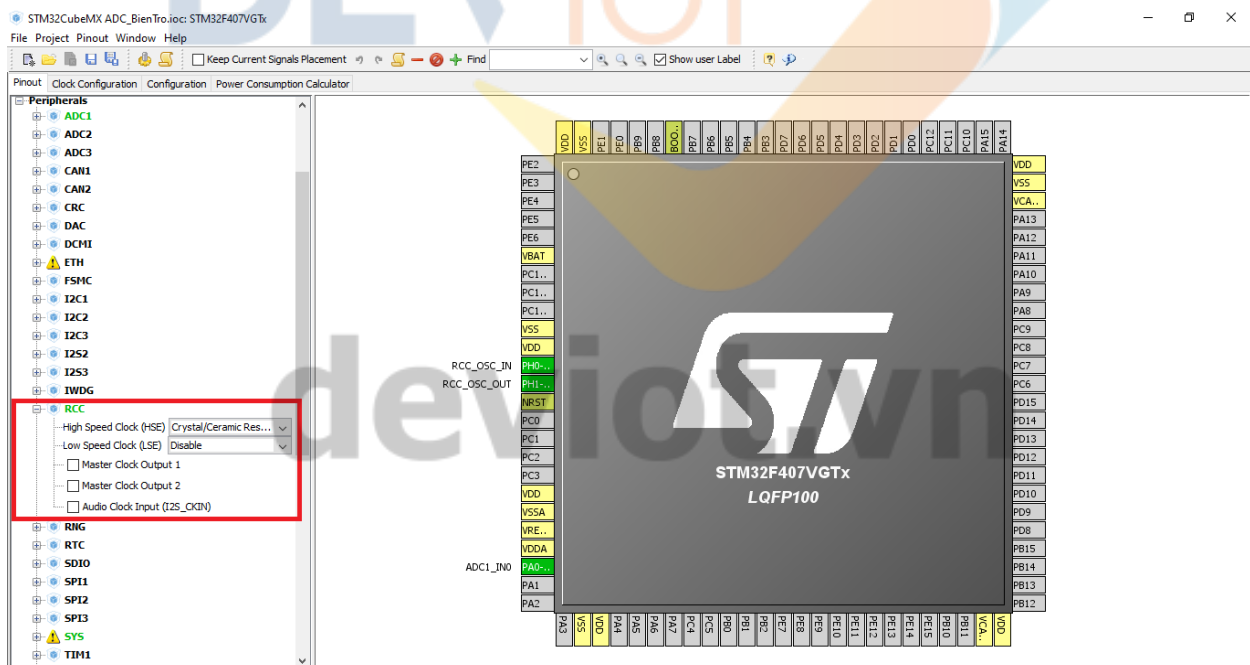 STM32CubeMX ADC_BienTro.ioc: STM32F407VGTx
File Project Pinout Window Help
Keep Current Signals Placement Find Show user Label
Pinout Clock Configuration Configuration Power Consumption Calculator
Peripherals
ADC1
ADC2
ADC3
CAN1
CAN2
CRC
DAC
DCMI
ETH
FSMC
I2C1
I2C2
I2C3
I2S2
I2S3
IWDG
RCC
High Speed Clock (HSE) Crystal/Ceramic Res...
Low Speed Clock (LSE) Disable
Master Clock Output 1
Master Clock Output 2
Audio Clock Input (I2S_CKIN)
RNG
RTC
SDIO
SPI1
SPI2
SPI3
SYS
TIM1
VDD VSS PE1 PE0 PB9 PB8 BOO.. PB7 PB6 PB5 PB4 PB3 PD7 PD6 PD5 PD4 PD3 PD2 PD1 PD0 PC12 PC11 PC10 PA15 PA14
PE2
PE3
PE4
PE5
PE6
VBAT
PC1..
PC1..
PC1..
VSS
VDD
RCC_OSC_IN PH0-..
RCC_OSC_OUT PH1-..
NRST
PC0
PC1
PC2
PC3
VDD
VSSA
VRE..
VDDA
ADC1_IN0 PA0-..
PA1
PA2
STM32F407VGTx
LQFP100
VDD
VSS
VCA..
PA13
PA12
PA11
PA10
PA9
PA8
PC9
PC8
PC7
PC6
PD15
PD14
PD13
PD12
PD11
PD10
PD9
PD8
PB15
PB14
PB13
PB12
PA3 VSS VDD PA4 PA5 PA6 PA7 PC4 PC5 PB0 PB1 PB2 PE7 PE8 PE9 PE10 PE11 PE12 PE13 PE14 PE15 PB10 PB11 VCA.. VDD
deviot.vn